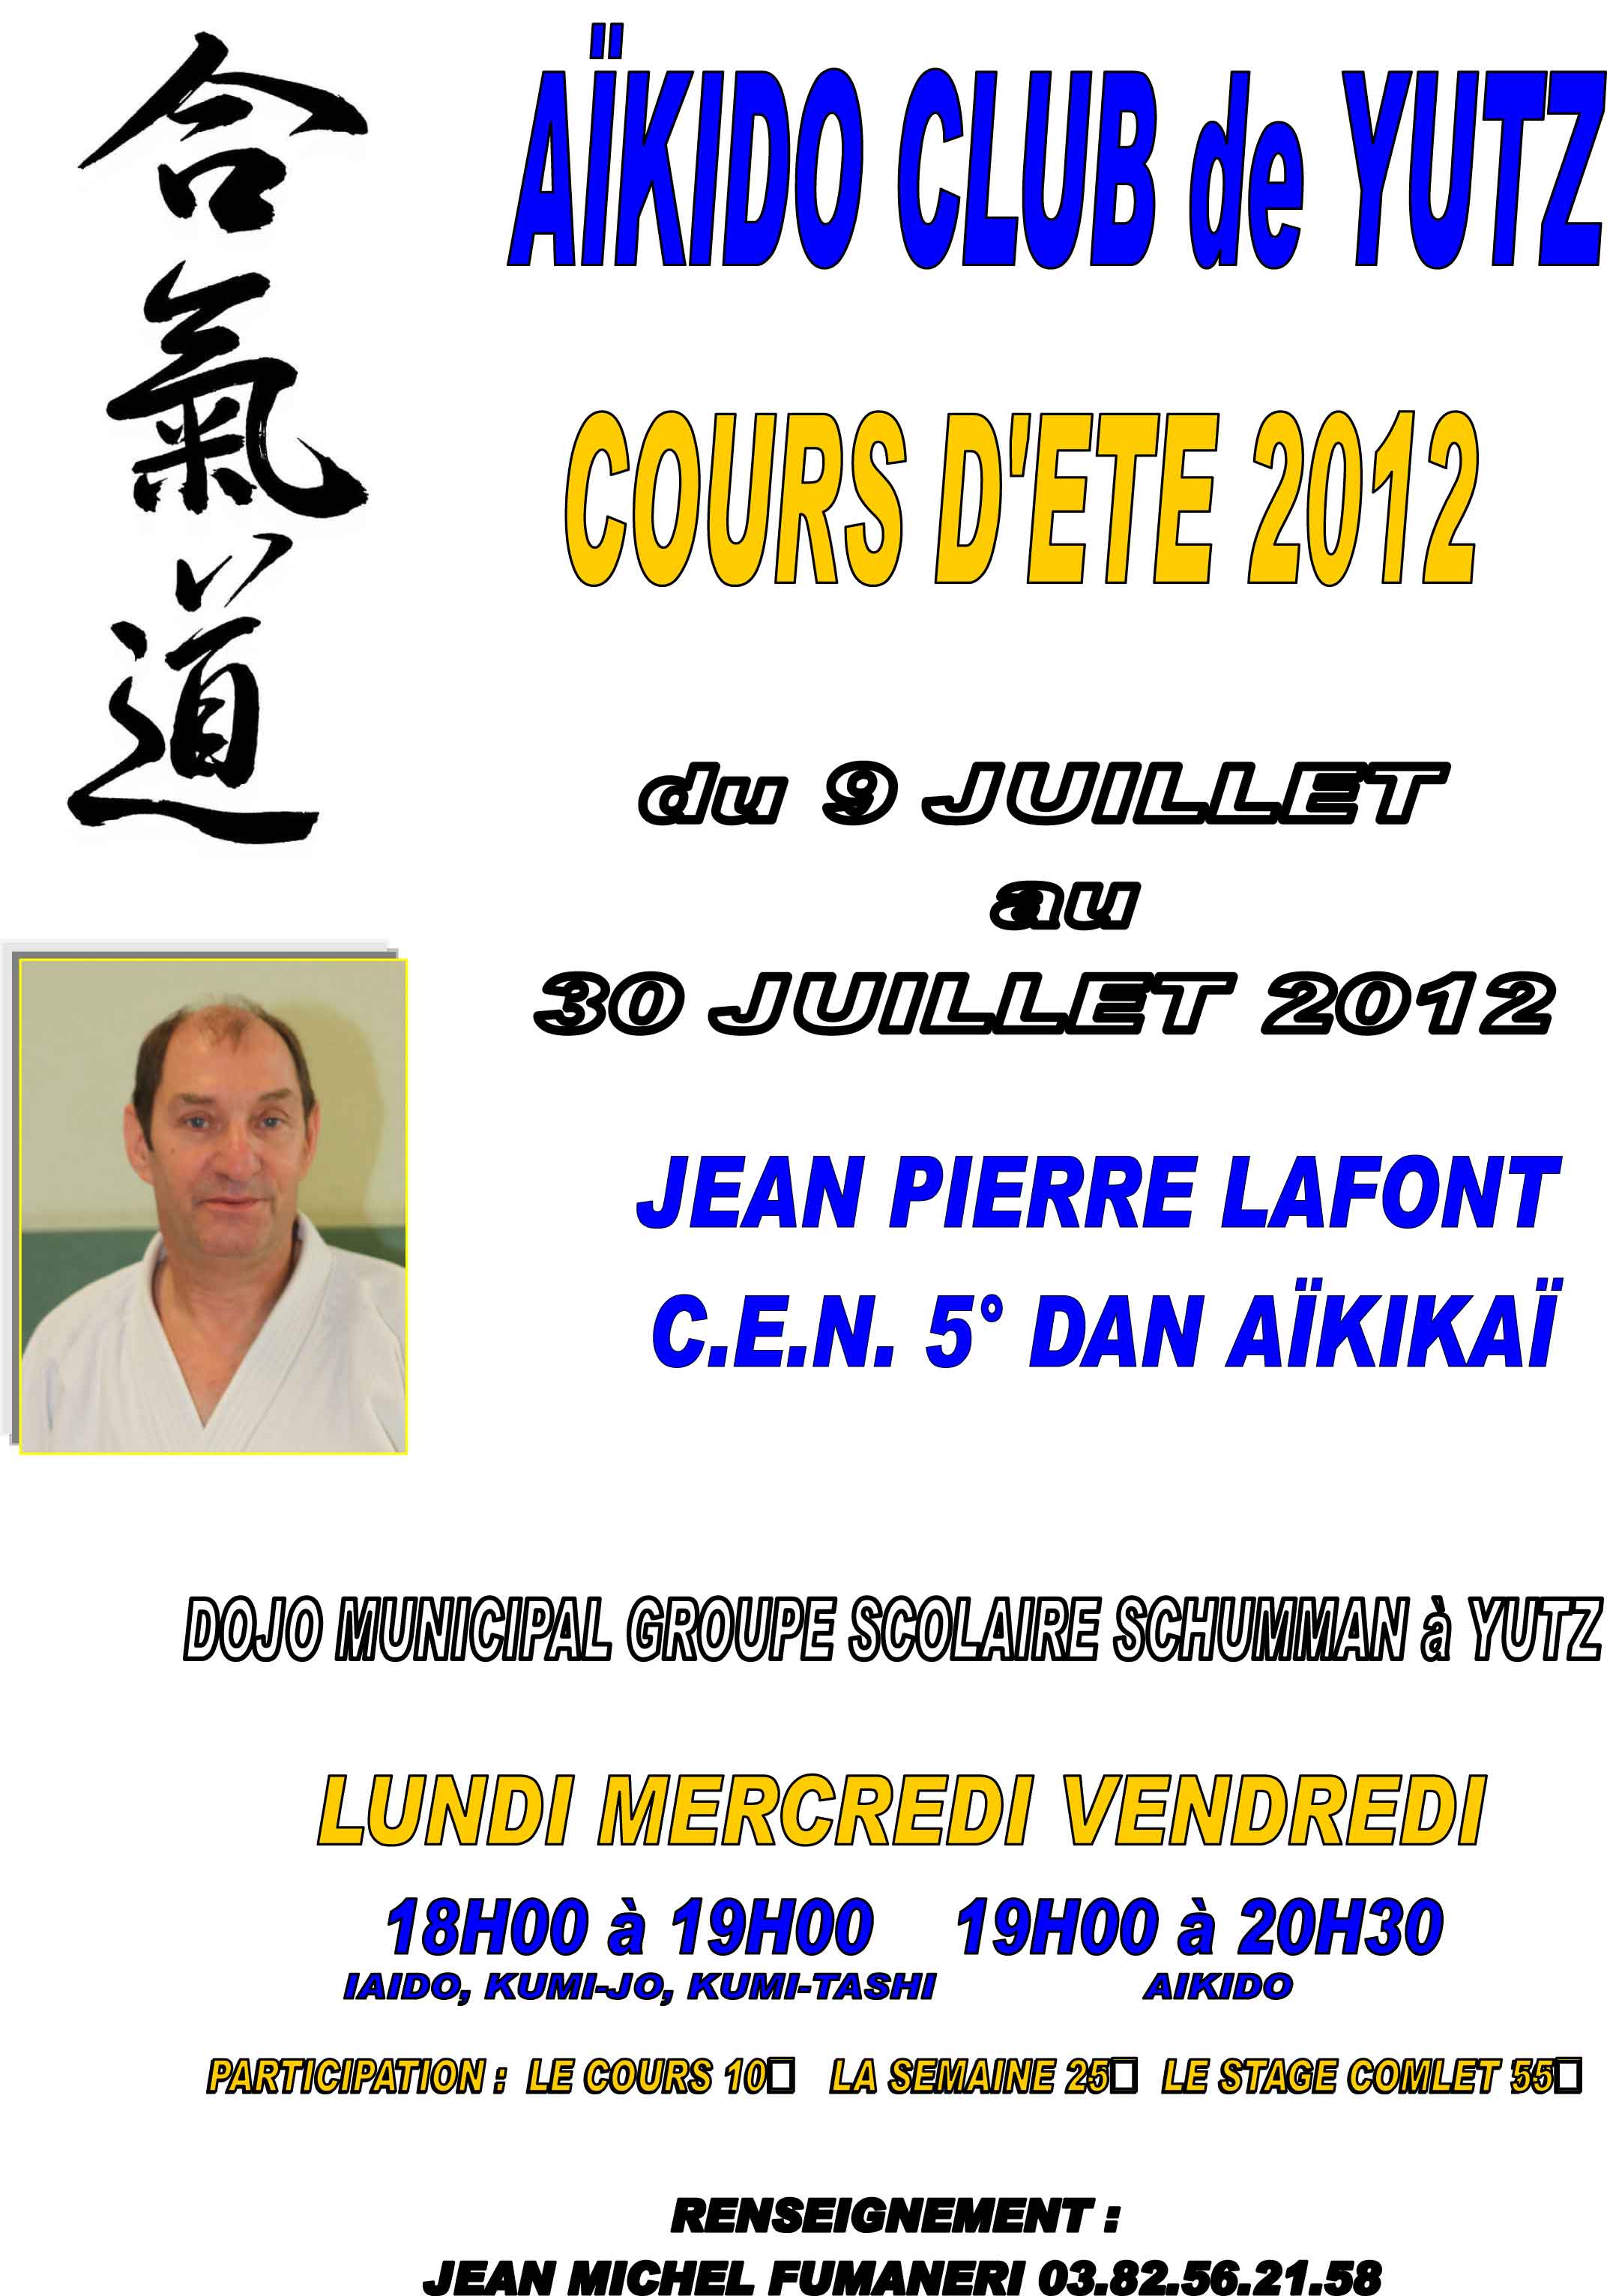 合氣道
AÏKIDO CLUB de YUTZ
COURS D'ETE 2012
du 9 JUILLET
au
30 JUILLET 2012
JEAN PIERRE LAFONT
C.E.N. 5° DAN AÏKIKAÏ
DOJO MUNICIPAL GROUPE SCOLAIRE SCHUMMAN à YUTZ
LUNDI MERCREDI VENDREDI
18H00 à 19H00 19H00 à 20H30
IAIDO, KUMI-JO, KUMI-TASHI AIKIDO
PARTICIPATION : LE COURS 10□ LA SEMAINE 25□ LE STAGE COMLET 55□
RENSEIGNEMENT :
JEAN MICHEL FUMANERI 03.82.56.21.58